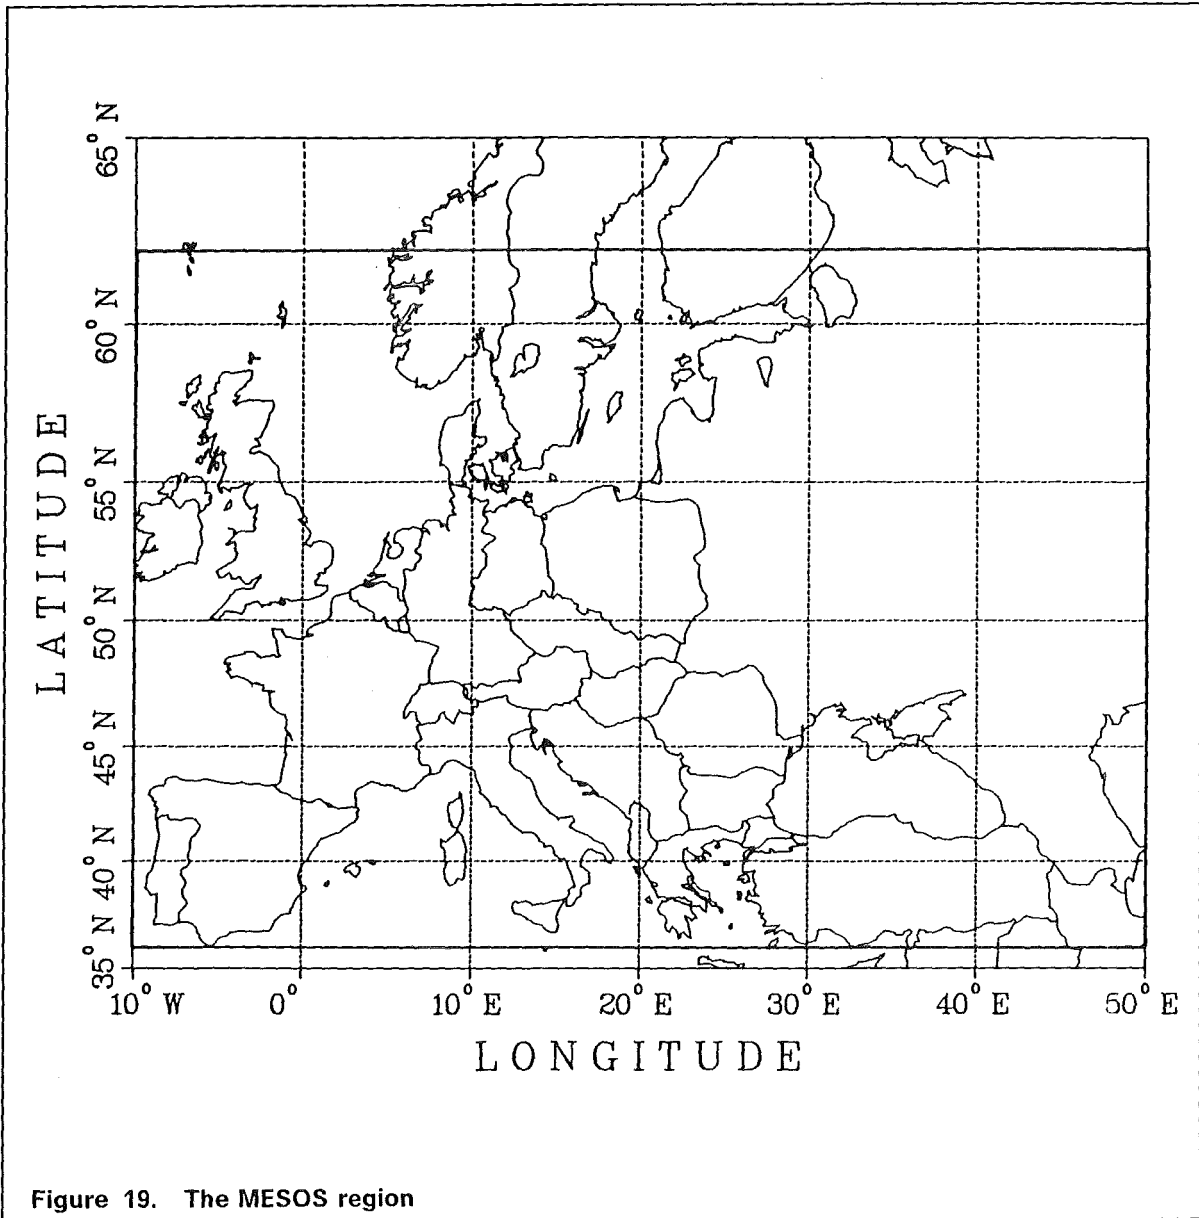 65° N
60° N
55° N
50° N
45° N
40° N
35° N
LATITUDE
10° W 0° 10° E 20° E 30° E 40° E 50° E
LONGITUDE
Figure 19. The MESOS region